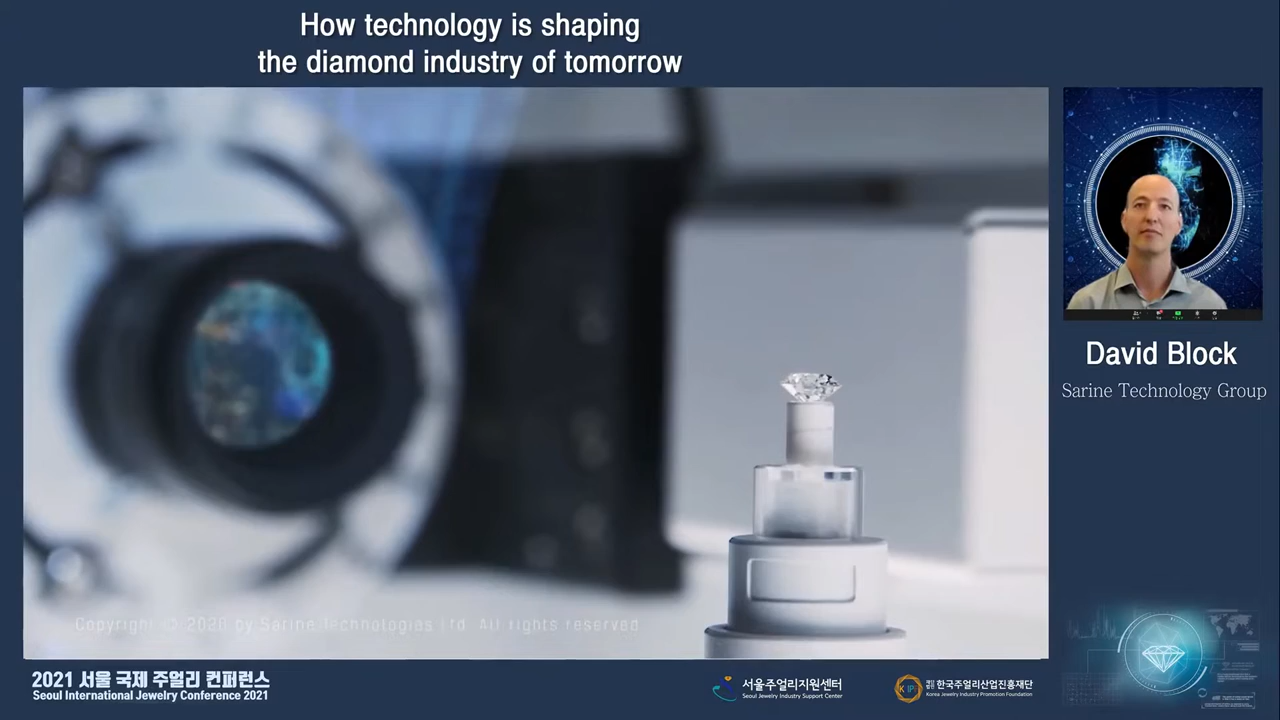 How technology is shaping
the diamond industry of tomorrow
Copyright © 2020 by Sarine Technologies Ltd. All rights reserved
David Block
Sarine Technology Group
2021 서울 국제 주얼리 컨퍼런스
Seoul International Jewelry Conference 2021
서울주얼리지원센터
Seoul Jewelry Industry Support Center
한국주얼리산업진흥재단
Korea Jewelry Industry Promotion Foundation